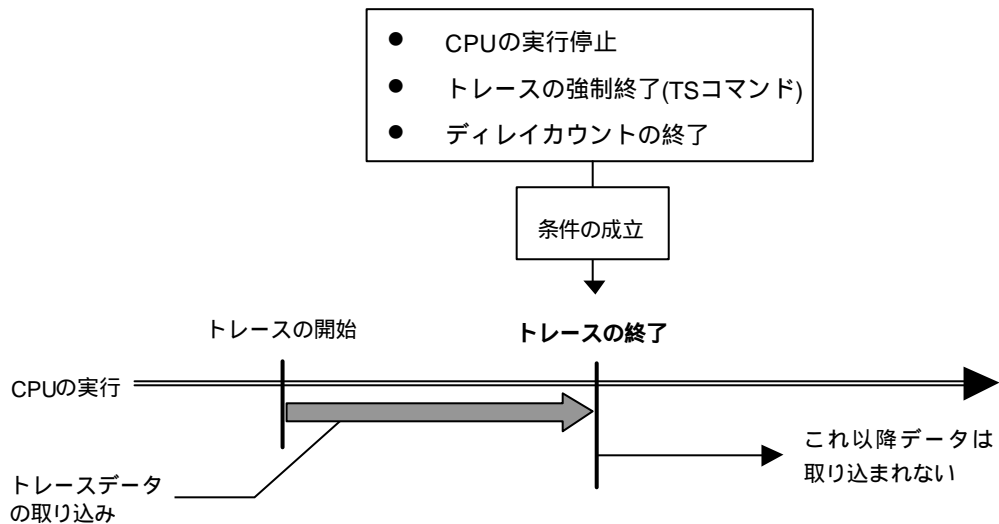 ● CPUの実行停止
● トレースの強制終了(TSコマンド)
● ディレイカウントの終了
条件の成立
トレースの開始
トレースの終了
CPUの実行
これ以降データは
取り込まれない
トレースデータ
の取り込み